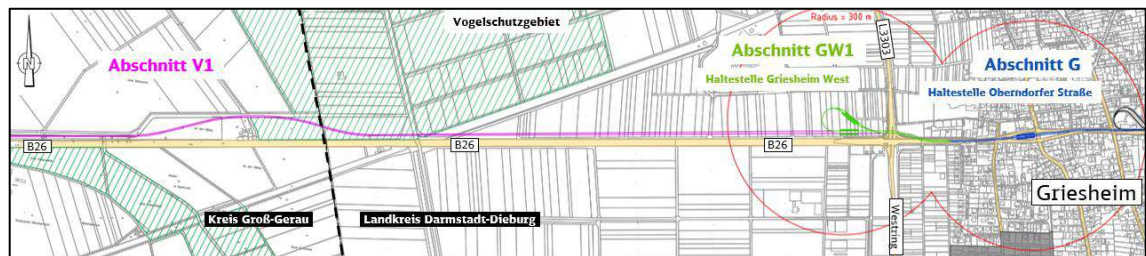 Vogelschutzgebiet
Radius = 300 m
L3303
Abschnitt V1
Abschnitt GW1
Abschnitt G
Haltestelle Griesheim West
Haltestelle Oberndorfer Straße
N
B26
B26
B26
Kreis Groß-Gerau
Landkreis Darmstadt-Dieburg
Westring
Griesheim